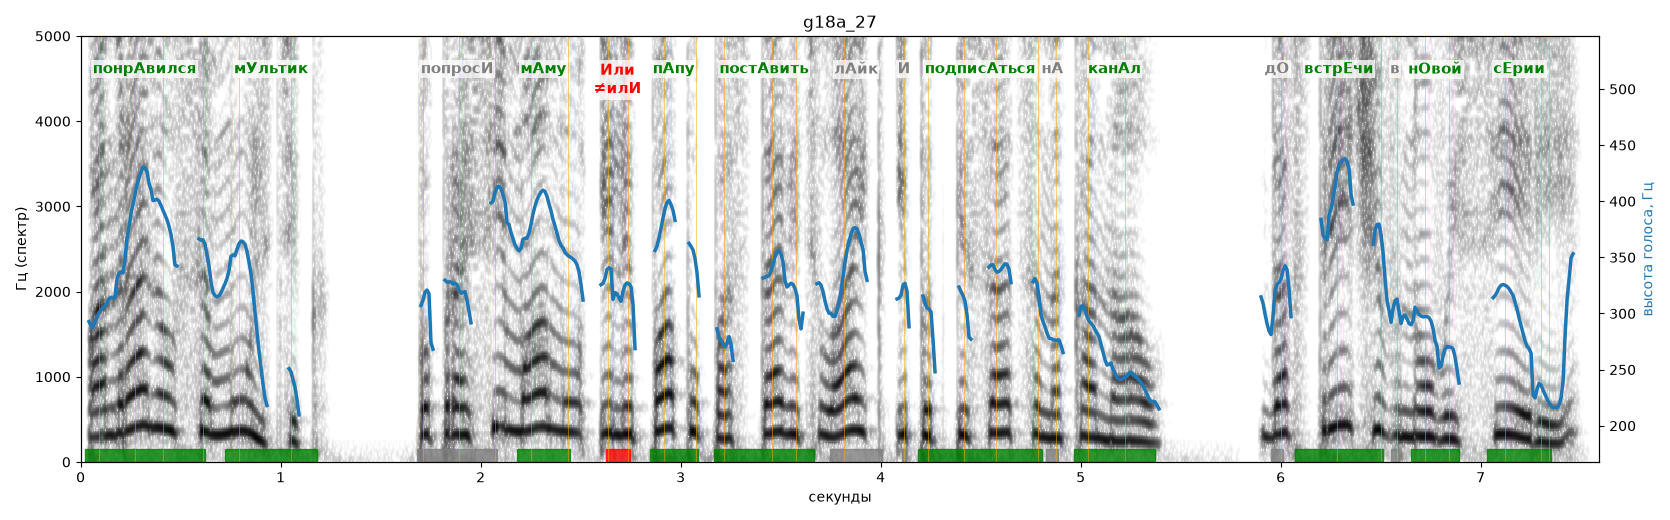 g18a_27
5000
4000
3000
2000
1000
0
Гц (спектр)
понрАвился мУльтик попросИ мАму Или пАпу постАвить лАйк И подписАться нА канАл дО встрЕчи в нОвой сЕрии
≠илИ
500
450
400
350
300
250
200
высота голоса, Гц
0 1 2 3 4 5 6 7
секунды